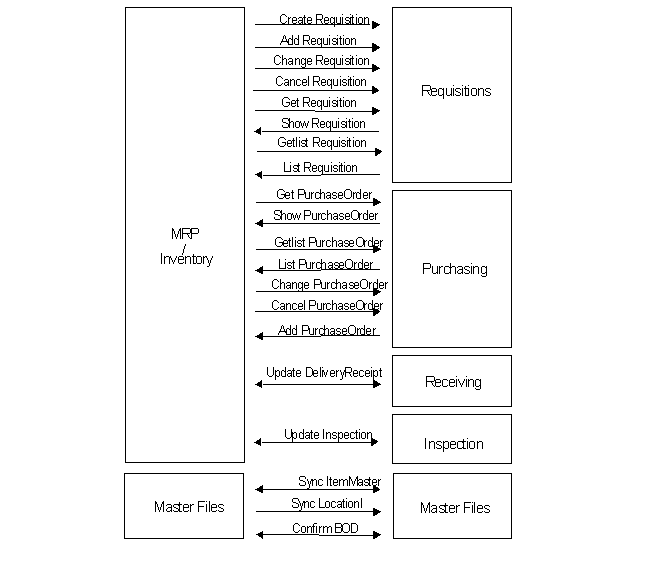 Create Requisition
Add Requisition
Change Requisition
Cancel Requisition
Get Requisition
Show Requisition
Getlist Requisition
List Requisition
Requisitions
Get PurchaseOrder
Show PurchaseOrder
Getlist PurchaseOrder
List PurchaseOrder
Change PurchaseOrder
Cancel PurchaseOrder
Add PurchaseOrder
MRP
/
Inventory
Purchasing
Update DeliveryReceipt
Receiving
Update Inspection
Inspection
Master Files
Sync ItemMaster
Sync LocationI
Confirm BOD
Master Files